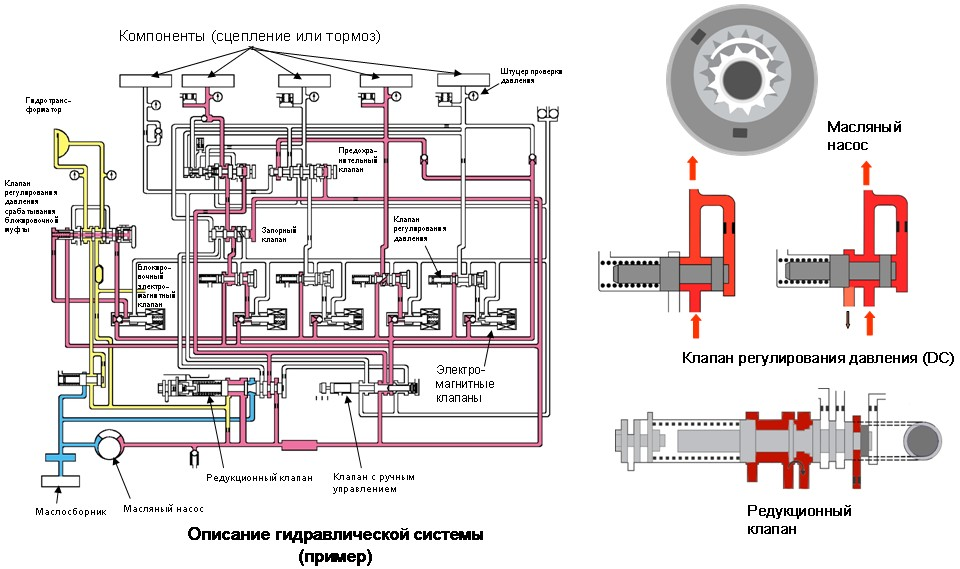 Компоненты (сцепление или тормоз)
Штуцер проверки
давления
Гидротранс-
форматор
Предохра-
нительный
клапан
Клапан
регулирования
давления
срабатывания
блокировочной
муфты
Запорный
клапан
Клапан
регулирования
давления
Блокиро-
вочный
электро-
магнитный
клапан
Электро-
магнитные
клапаны
Редукционный клапан
Клапан с ручным
управлением
Маслосборник
Масляный насос
Описание гидравлической системы
(пример)
Масляный
насос
Клапан регулирования давления (DC)
Редукционный
клапан